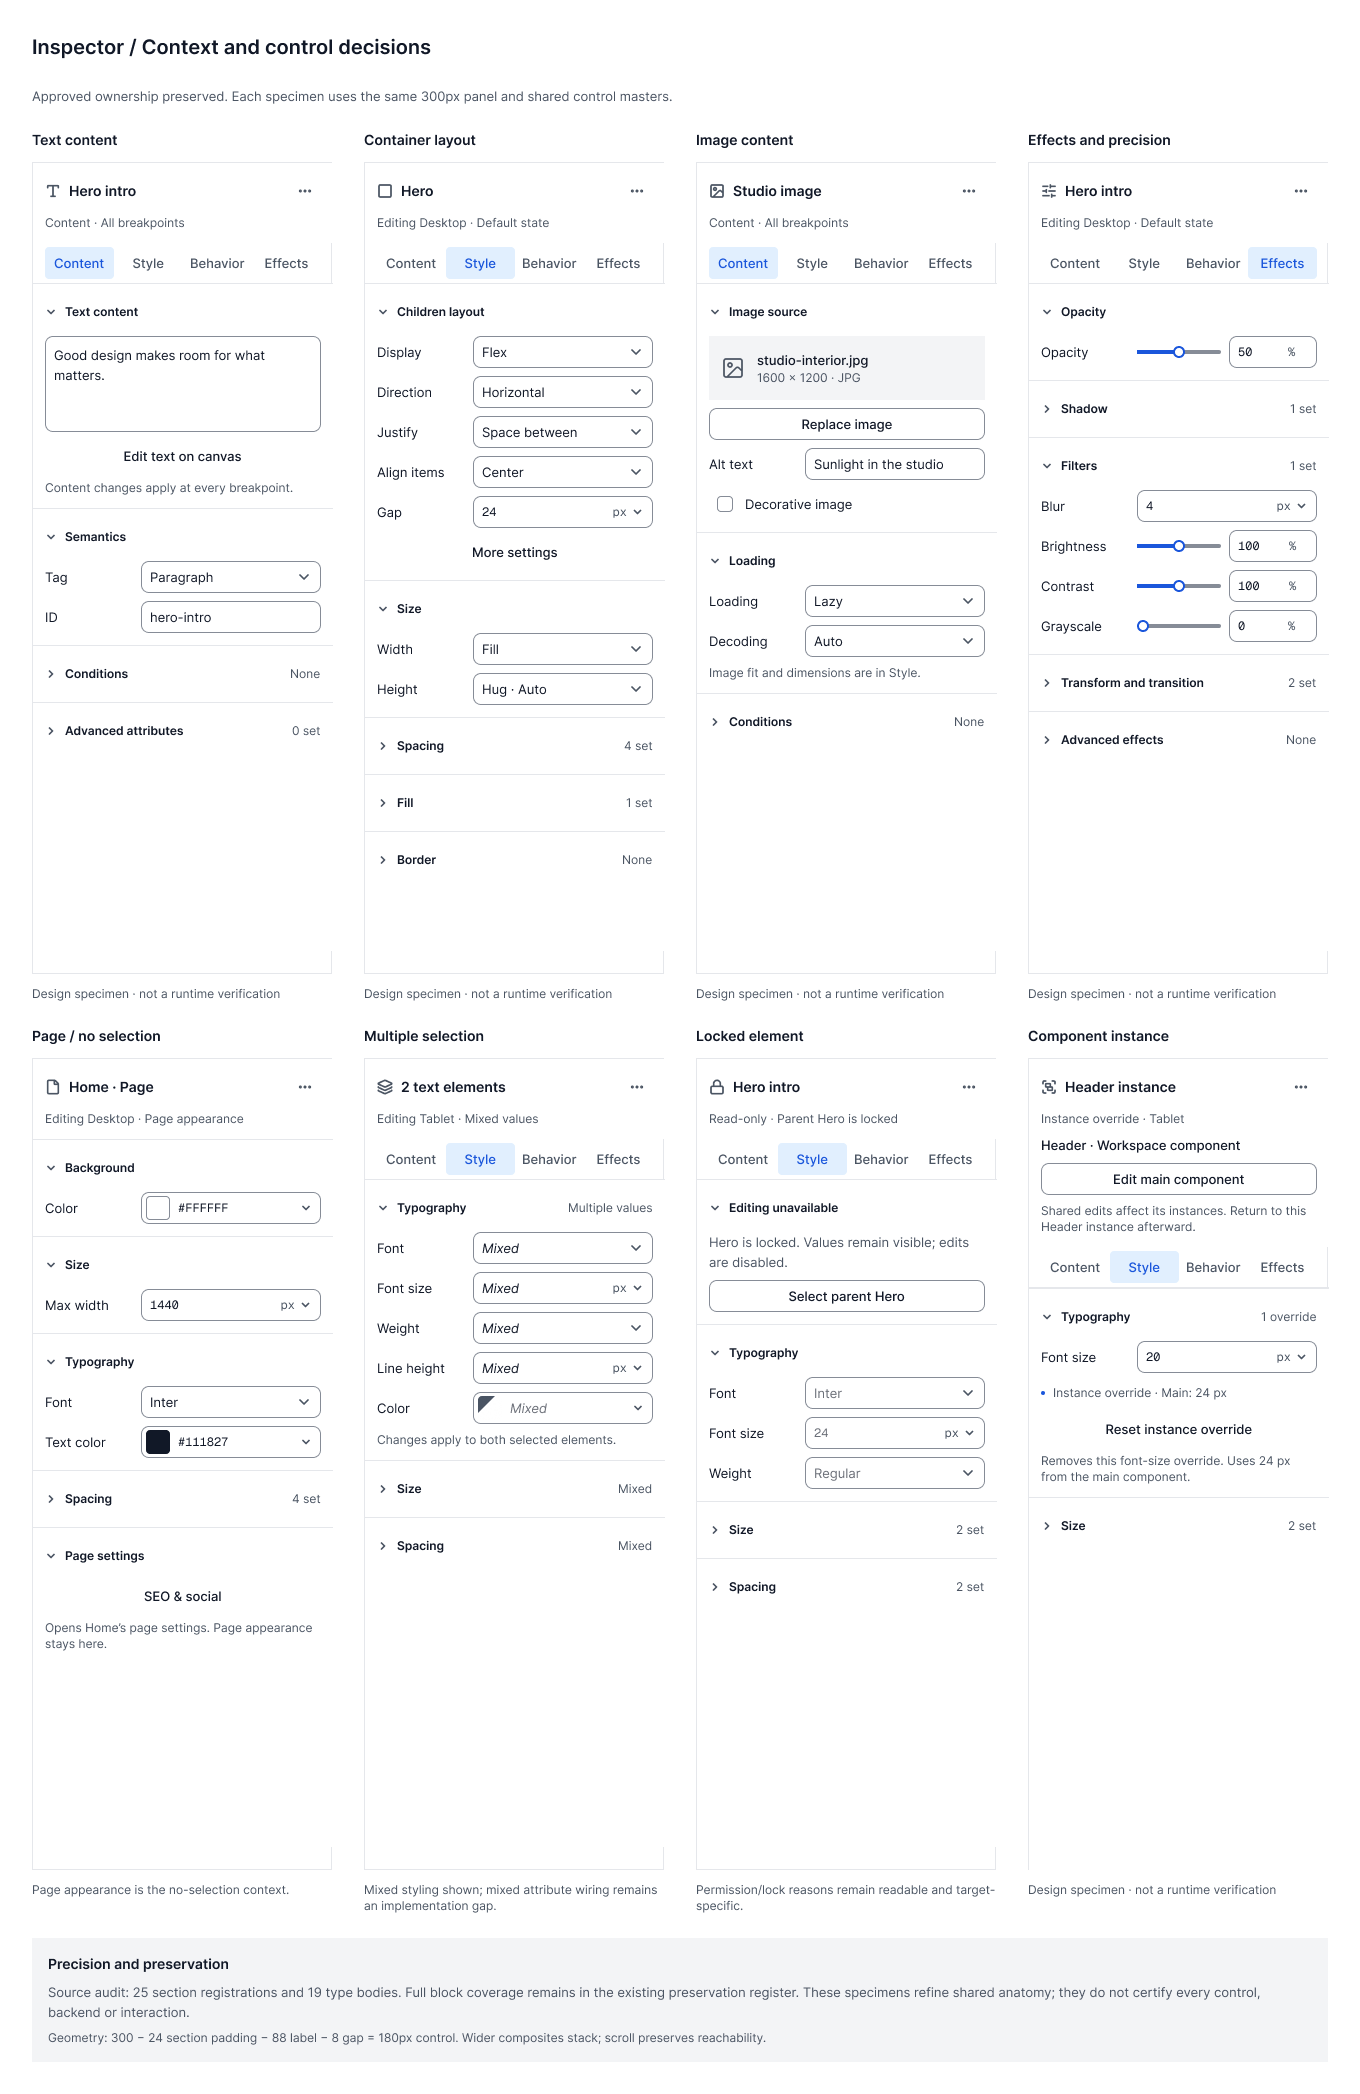 Inspector / Context and control decisions
Approved ownership preserved. Each specimen uses the same 300px panel and shared control masters.
Text content
Hero intro
Content · All breakpoints
Content Style Behavior Effects
Text content
Good design makes room for what
matters.
Edit text on canvas
Content changes apply at every breakpoint.
Semantics
Tag Paragraph
ID hero-intro
Conditions None
Advanced attributes 0 set
Design specimen · not a runtime verification
Container layout
Hero
Editing Desktop · Default state
Content Style Behavior Effects
Children layout
Display Flex
Direction Horizontal
Justify Space between
Align items Center
Gap 24 px
More settings
Size
Width Fill
Height Hug · Auto
Spacing 4 set
Fill 1 set
Border None
Design specimen · not a runtime verification
Image content
Studio image
Content · All breakpoints
Content Style Behavior Effects
Image source
studio-interior.jpg
1600 × 1200 · JPG
Replace image
Alt text Sunlight in the studio
Decorative image
Loading
Loading Lazy
Decoding Auto
Image fit and dimensions are in Style.
Conditions None
Design specimen · not a runtime verification
Effects and precision
Hero intro
Editing Desktop · Default state
Content Style Behavior Effects
Opacity
Opacity 50 %
Shadow 1 set
Filters 1 set
Blur 4 px
Brightness 100 %
Contrast 100 %
Grayscale 0 %
Transform and transition 2 set
Advanced effects None
Design specimen · not a runtime verification
Page / no selection
Home · Page
Editing Desktop · Page appearance
Background
Color #FFFFFF
Size
Max width 1440 px
Typography
Font Inter
Text color #111827
Spacing 4 set
Page settings
SEO & social
Opens Home’s page settings. Page appearance
stays here.
Page appearance is the no-selection context.
Multiple selection
2 text elements
Editing Tablet · Mixed values
Content Style Behavior Effects
Typography Multiple values
Font Mixed
Font size Mixed px
Weight Mixed
Line height Mixed px
Color Mixed
Changes apply to both selected elements.
Size Mixed
Spacing Mixed
Mixed styling shown; mixed attribute wiring remains
an implementation gap.
Locked element
Hero intro
Read-only · Parent Hero is locked
Content Style Behavior Effects
Editing unavailable
Hero is locked. Values remain visible; edits
are disabled.
Select parent Hero
Typography
Font Inter
Font size 24 px
Weight Regular
Size 2 set
Spacing 2 set
Permission/lock reasons remain readable and target-
specific.
Component instance
Header instance
Instance override · Tablet
Header · Workspace component
Edit main component
Shared edits affect its instances. Return to this
Header instance afterward.
Content Style Behavior Effects
Typography 1 override
Font size 20 px
Instance override · Main: 24 px
Reset instance override
Removes this font-size override. Uses 24 px
from the main component.
Size 2 set
Design specimen · not a runtime verification
Precision and preservation
Source audit: 25 section registrations and 19 type bodies. Full block coverage remains in the existing preservation register. These specimens refine shared anatomy; they do not certify every control,
backend or interaction.
Geometry: 300 − 24 section padding − 88 label − 8 gap = 180px control. Wider composites stack; scroll preserves reachability.